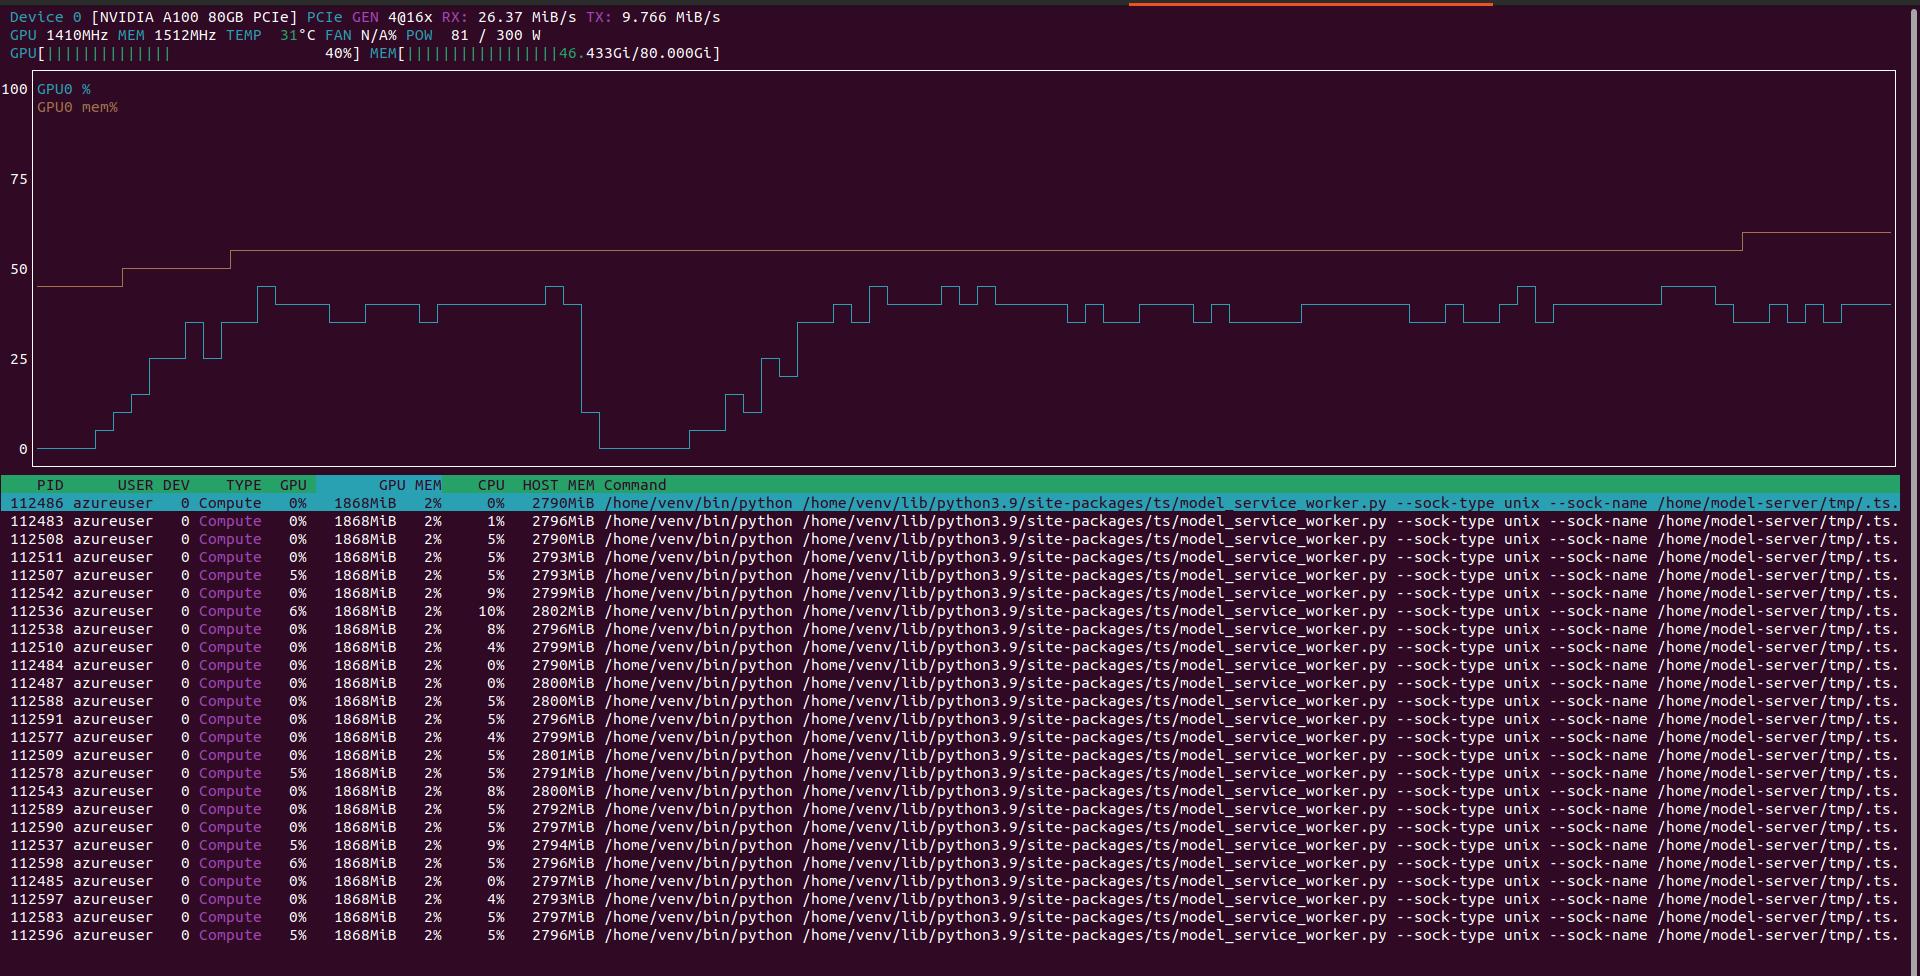 Device 0 [NVIDIA A100 80GB PCIe] PCIe GEN 4@16x RX: 26.37 MiB/s TX: 9.766 MiB/s
GPU 1410MHz MEM 1512MHz TEMP 31°C FAN N/A% POW 81 / 300 W
GPU[|||||||||||||| 40%] MEM[|||||||||||||||||46.433Gi/80.000Gi]
100 GPU0 %
GPU0 mem%
75
50
25
0
PID USER DEV TYPE GPU GPU MEM CPU HOST MEM Command
112486 azureuser 0 Compute 0% 1868MiB 2% 0% 2790MiB /home/venv/bin/python /home/venv/lib/python3.9/site-packages/ts/model_service_worker.py --sock-type unix --sock-name /home/model-server/tmp/.ts.
112483 azureuser 0 Compute 0% 1868MiB 2% 1% 2796MiB /home/venv/bin/python /home/venv/lib/python3.9/site-packages/ts/model_service_worker.py --sock-type unix --sock-name /home/model-server/tmp/.ts.
112508 azureuser 0 Compute 0% 1868MiB 2% 5% 2790MiB /home/venv/bin/python /home/venv/lib/python3.9/site-packages/ts/model_service_worker.py --sock-type unix --sock-name /home/model-server/tmp/.ts.
112511 azureuser 0 Compute 0% 1868MiB 2% 5% 2793MiB /home/venv/bin/python /home/venv/lib/python3.9/site-packages/ts/model_service_worker.py --sock-type unix --sock-name /home/model-server/tmp/.ts.
112507 azureuser 0 Compute 5% 1868MiB 2% 5% 2793MiB /home/venv/bin/python /home/venv/lib/python3.9/site-packages/ts/model_service_worker.py --sock-type unix --sock-name /home/model-server/tmp/.ts.
112542 azureuser 0 Compute 0% 1868MiB 2% 9% 2799MiB /home/venv/bin/python /home/venv/lib/python3.9/site-packages/ts/model_service_worker.py --sock-type unix --sock-name /home/model-server/tmp/.ts.
112536 azureuser 0 Compute 6% 1868MiB 2% 10% 2802MiB /home/venv/bin/python /home/venv/lib/python3.9/site-packages/ts/model_service_worker.py --sock-type unix --sock-name /home/model-server/tmp/.ts.
112538 azureuser 0 Compute 0% 1868MiB 2% 8% 2796MiB /home/venv/bin/python /home/venv/lib/python3.9/site-packages/ts/model_service_worker.py --sock-type unix --sock-name /home/model-server/tmp/.ts.
112510 azureuser 0 Compute 0% 1868MiB 2% 4% 2799MiB /home/venv/bin/python /home/venv/lib/python3.9/site-packages/ts/model_service_worker.py --sock-type unix --sock-name /home/model-server/tmp/.ts.
112484 azureuser 0 Compute 0% 1868MiB 2% 0% 2790MiB /home/venv/bin/python /home/venv/lib/python3.9/site-packages/ts/model_service_worker.py --sock-type unix --sock-name /home/model-server/tmp/.ts.
112487 azureuser 0 Compute 0% 1868MiB 2% 0% 2800MiB /home/venv/bin/python /home/venv/lib/python3.9/site-packages/ts/model_service_worker.py --sock-type unix --sock-name /home/model-server/tmp/.ts.
112588 azureuser 0 Compute 0% 1868MiB 2% 5% 2800MiB /home/venv/bin/python /home/venv/lib/python3.9/site-packages/ts/model_service_worker.py --sock-type unix --sock-name /home/model-server/tmp/.ts.
112591 azureuser 0 Compute 0% 1868MiB 2% 5% 2796MiB /home/venv/bin/python /home/venv/lib/python3.9/site-packages/ts/model_service_worker.py --sock-type unix --sock-name /home/model-server/tmp/.ts.
112577 azureuser 0 Compute 0% 1868MiB 2% 4% 2799MiB /home/venv/bin/python /home/venv/lib/python3.9/site-packages/ts/model_service_worker.py --sock-type unix --sock-name /home/model-server/tmp/.ts.
112509 azureuser 0 Compute 0% 1868MiB 2% 5% 2801MiB /home/venv/bin/python /home/venv/lib/python3.9/site-packages/ts/model_service_worker.py --sock-type unix --sock-name /home/model-server/tmp/.ts.
112578 azureuser 0 Compute 5% 1868MiB 2% 5% 2791MiB /home/venv/bin/python /home/venv/lib/python3.9/site-packages/ts/model_service_worker.py --sock-type unix --sock-name /home/model-server/tmp/.ts.
112543 azureuser 0 Compute 0% 1868MiB 2% 8% 2800MiB /home/venv/bin/python /home/venv/lib/python3.9/site-packages/ts/model_service_worker.py --sock-type unix --sock-name /home/model-server/tmp/.ts.
112589 azureuser 0 Compute 0% 1868MiB 2% 5% 2792MiB /home/venv/bin/python /home/venv/lib/python3.9/site-packages/ts/model_service_worker.py --sock-type unix --sock-name /home/model-server/tmp/.ts.
112590 azureuser 0 Compute 0% 1868MiB 2% 5% 2797MiB /home/venv/bin/python /home/venv/lib/python3.9/site-packages/ts/model_service_worker.py --sock-type unix --sock-name /home/model-server/tmp/.ts.
112537 azureuser 0 Compute 5% 1868MiB 2% 9% 2794MiB /home/venv/bin/python /home/venv/lib/python3.9/site-packages/ts/model_service_worker.py --sock-type unix --sock-name /home/model-server/tmp/.ts.
112598 azureuser 0 Compute 6% 1868MiB 2% 5% 2796MiB /home/venv/bin/python /home/venv/lib/python3.9/site-packages/ts/model_service_worker.py --sock-type unix --sock-name /home/model-server/tmp/.ts.
112485 azureuser 0 Compute 0% 1868MiB 2% 0% 2797MiB /home/venv/bin/python /home/venv/lib/python3.9/site-packages/ts/model_service_worker.py --sock-type unix --sock-name /home/model-server/tmp/.ts.
112597 azureuser 0 Compute 0% 1868MiB 2% 4% 2793MiB /home/venv/bin/python /home/venv/lib/python3.9/site-packages/ts/model_service_worker.py --sock-type unix --sock-name /home/model-server/tmp/.ts.
112583 azureuser 0 Compute 0% 1868MiB 2% 5% 2797MiB /home/venv/bin/python /home/venv/lib/python3.9/site-packages/ts/model_service_worker.py --sock-type unix --sock-name /home/model-server/tmp/.ts.
112596 azureuser 0 Compute 5% 1868MiB 2% 5% 2796MiB /home/venv/bin/python /home/venv/lib/python3.9/site-packages/ts/model_service_worker.py --sock-type unix --sock-name /home/model-server/tmp/.ts.